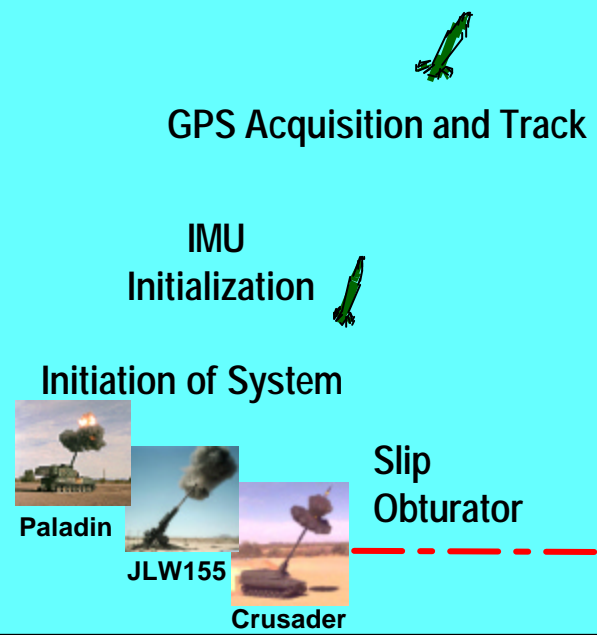 GPS Acquisition and Track
IMU
Initialization
Initiation of System
Slip
Obturator
Paladin
JLW155
Crusader